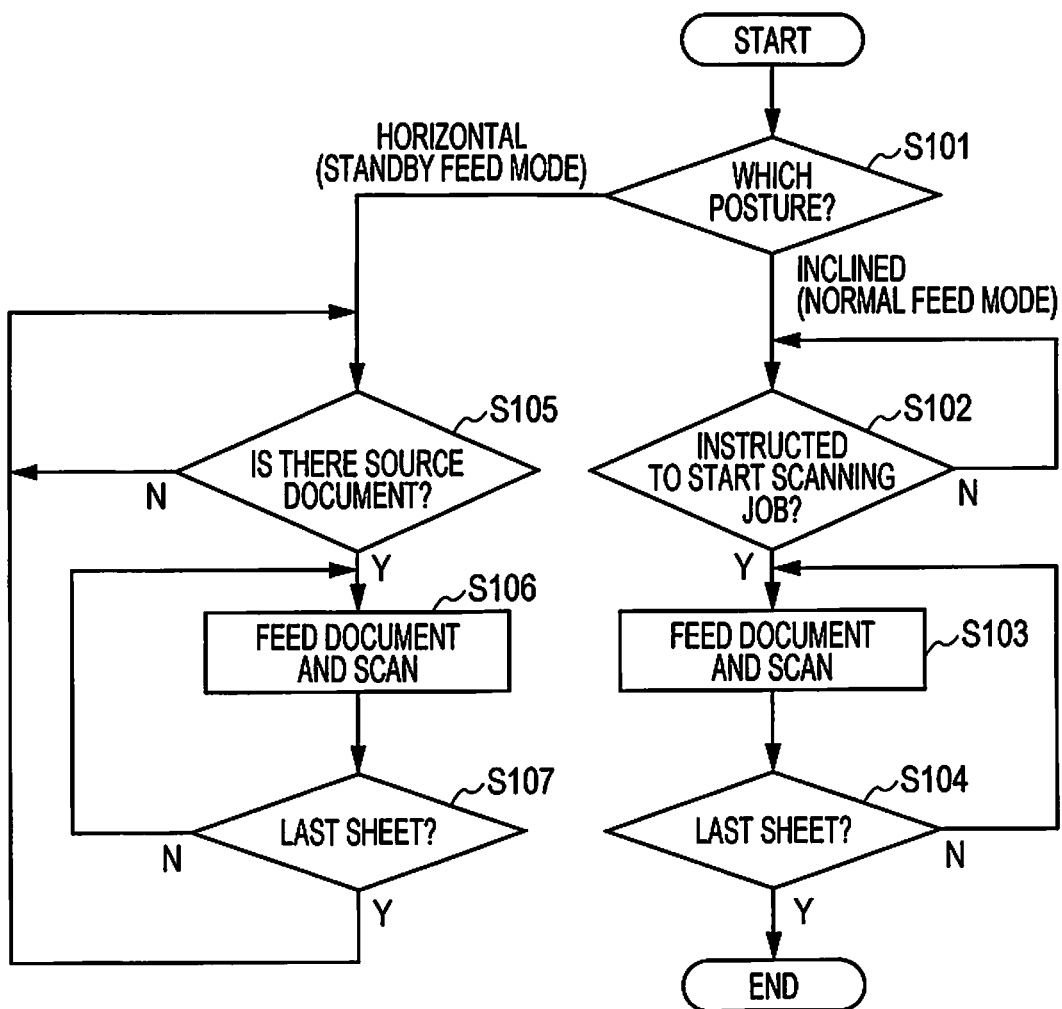 START
HORIZONTAL
(STANDBY FEED MODE)
S101
WHICH
POSTURE?
INCLINED
(NORMAL FEED MODE)
S105
IS THERE SOURCE
DOCUMENT?
N
Y
S102
INSTRUCTED
TO START SCANNING
JOB?
N
Y
S106
FEED DOCUMENT
AND SCAN
S103
FEED DOCUMENT
AND SCAN
S107
LAST SHEET?
N
Y
S104
LAST SHEET?
N
Y
END